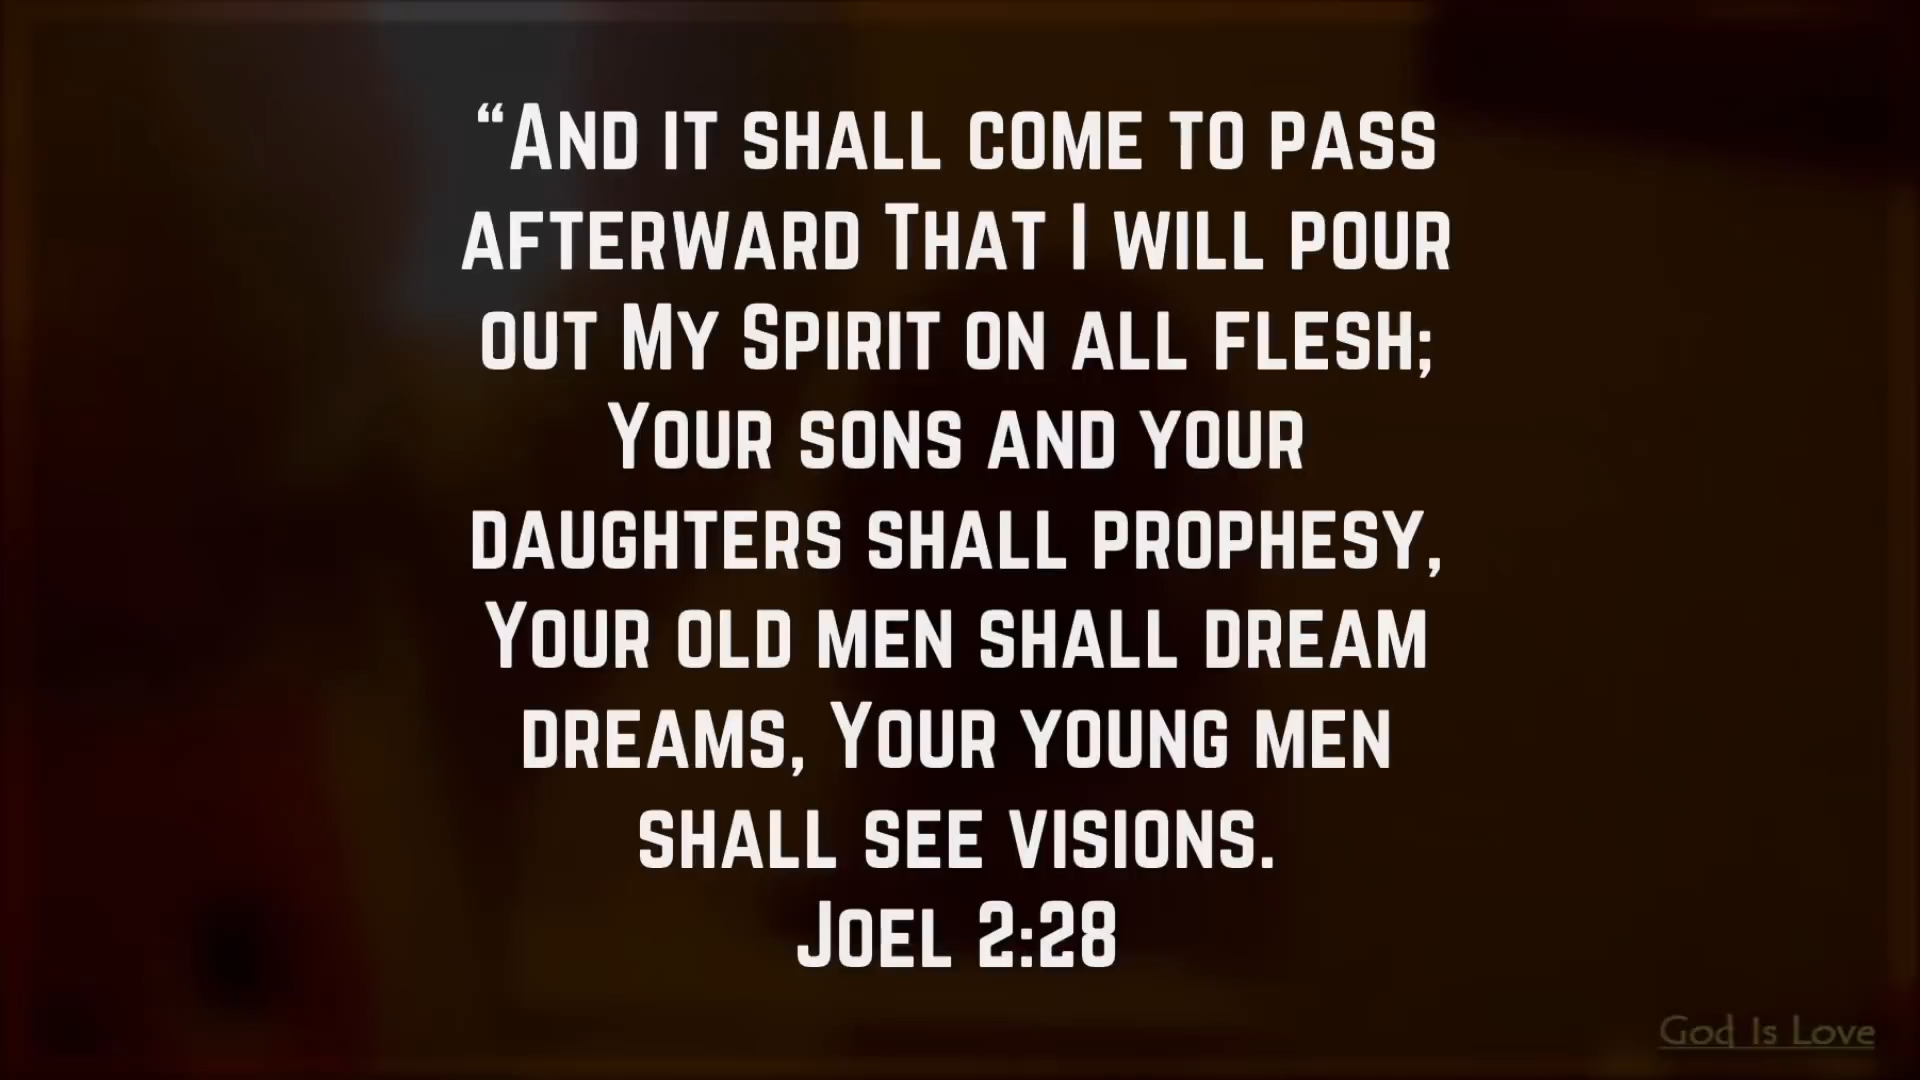 “And it shall come to pass
afterward That I will pour
out My Spirit on all flesh;
Your sons and your
daughters shall prophesy,
Your old men shall dream
dreams, Your young men
shall see visions.
Joel 2:28
God Is Love